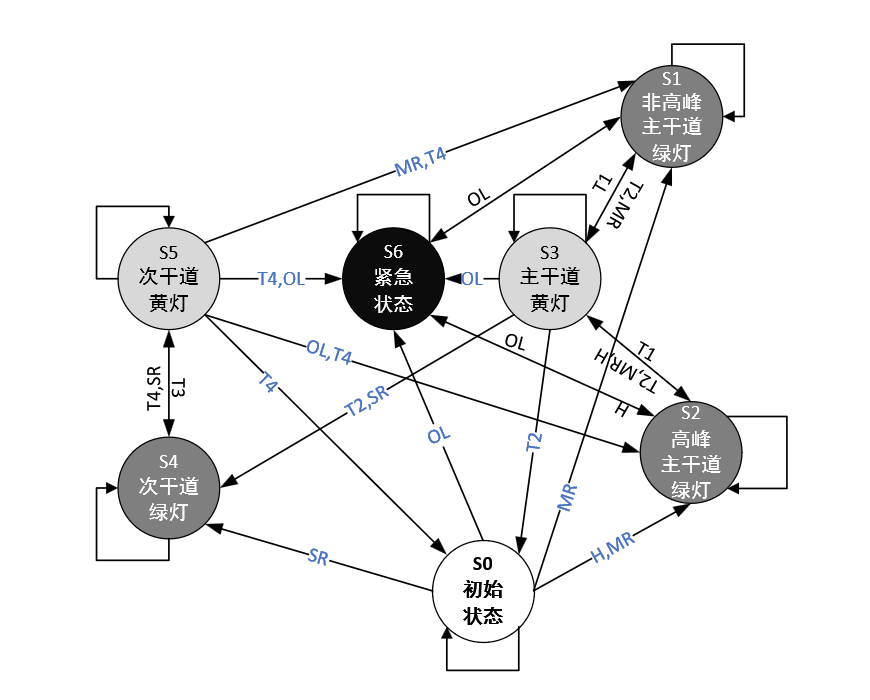 S1
非高峰
主干道
绿灯
MR,T4
OL
T1
T2,MR
S5
次干道
黄灯
T4,OL
S6
紧急
状态
OL
S3
主干道
黄灯
OL
T1
T2,MR,H
OL,T4
H
T4,SR
T3
T4
T2,SR
S2
高峰
主干道
绿灯
S4
次干道
绿灯
OL
T2
MR
SR
H,MR
S0
初始
状态